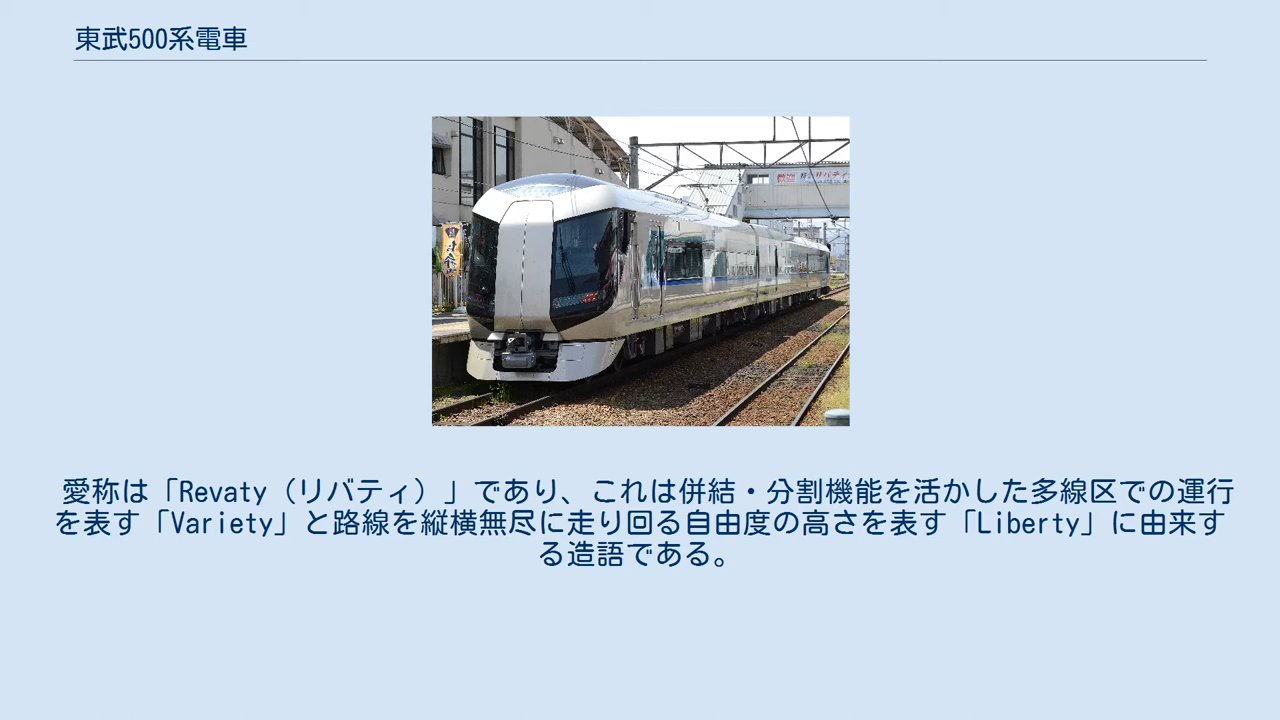 東武500系電車
愛称は「Revaty（リバティ）」であり、これは併結・分割機能を活かした多線区での運行
を表す「Variety」と路線を縦横無尽に走り回る自由度の高さを表す「Liberty」に由来す
る造語である。